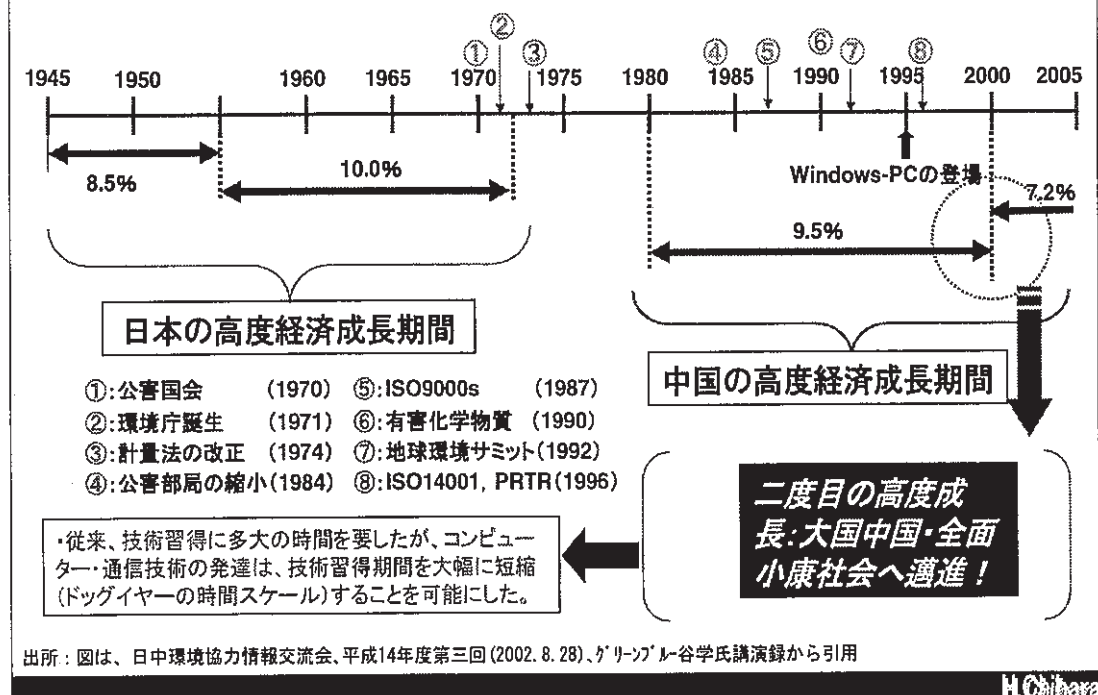 ② ⑥
① ③ ④ ⑤ ⑦ ⑧
1945 1950 1960 1965 1970 1975 1980 1985 1990 1995 2000 2005
Windows-PCの登場
8.5%
10.0%
9.5%
7.2%
日本の高度経済成長期間
中国の高度経済成長期間
①:公害国会 (1970) ⑤:ISO9000s (1987)
②:環境庁誕生 (1971) ⑥:有害化学物質 (1990)
③:計量法の改正 (1974) ⑦:地球環境サミット(1992)
④:公害部局の縮小(1984) ⑧:ISO14001, PRTR(1996)
二度目の高度成
長:大国中国・全面
小康社会へ邁進!
・従来、技術習得に多大の時間を要したが、コンピュー
ター・通信技術の発達は、技術習得期間を大幅に短縮
(ドッグイヤーの時間スケール)することを可能にした。
出所:図は、日中環境協力情報交流会、平成14年度第三回(2002.8.28)、グリーンブルー谷学氏講演録から引用
H.Chihara